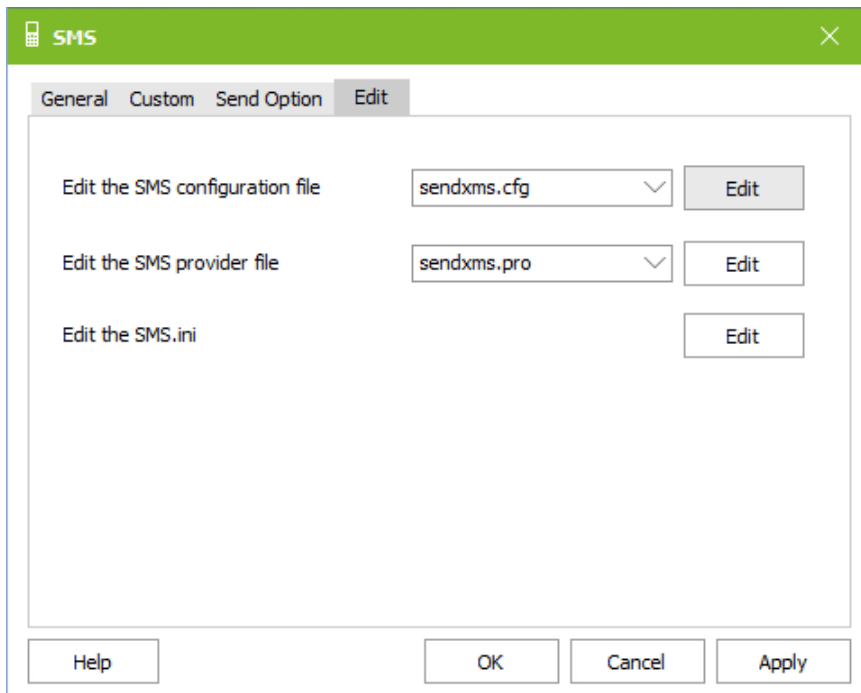 SMS
General Custom Send Option Edit
Edit the SMS configuration file sendxms.cfg Edit
Edit the SMS provider file sendxms.pro Edit
Edit the SMS.ini Edit
Help OK Cancel Apply